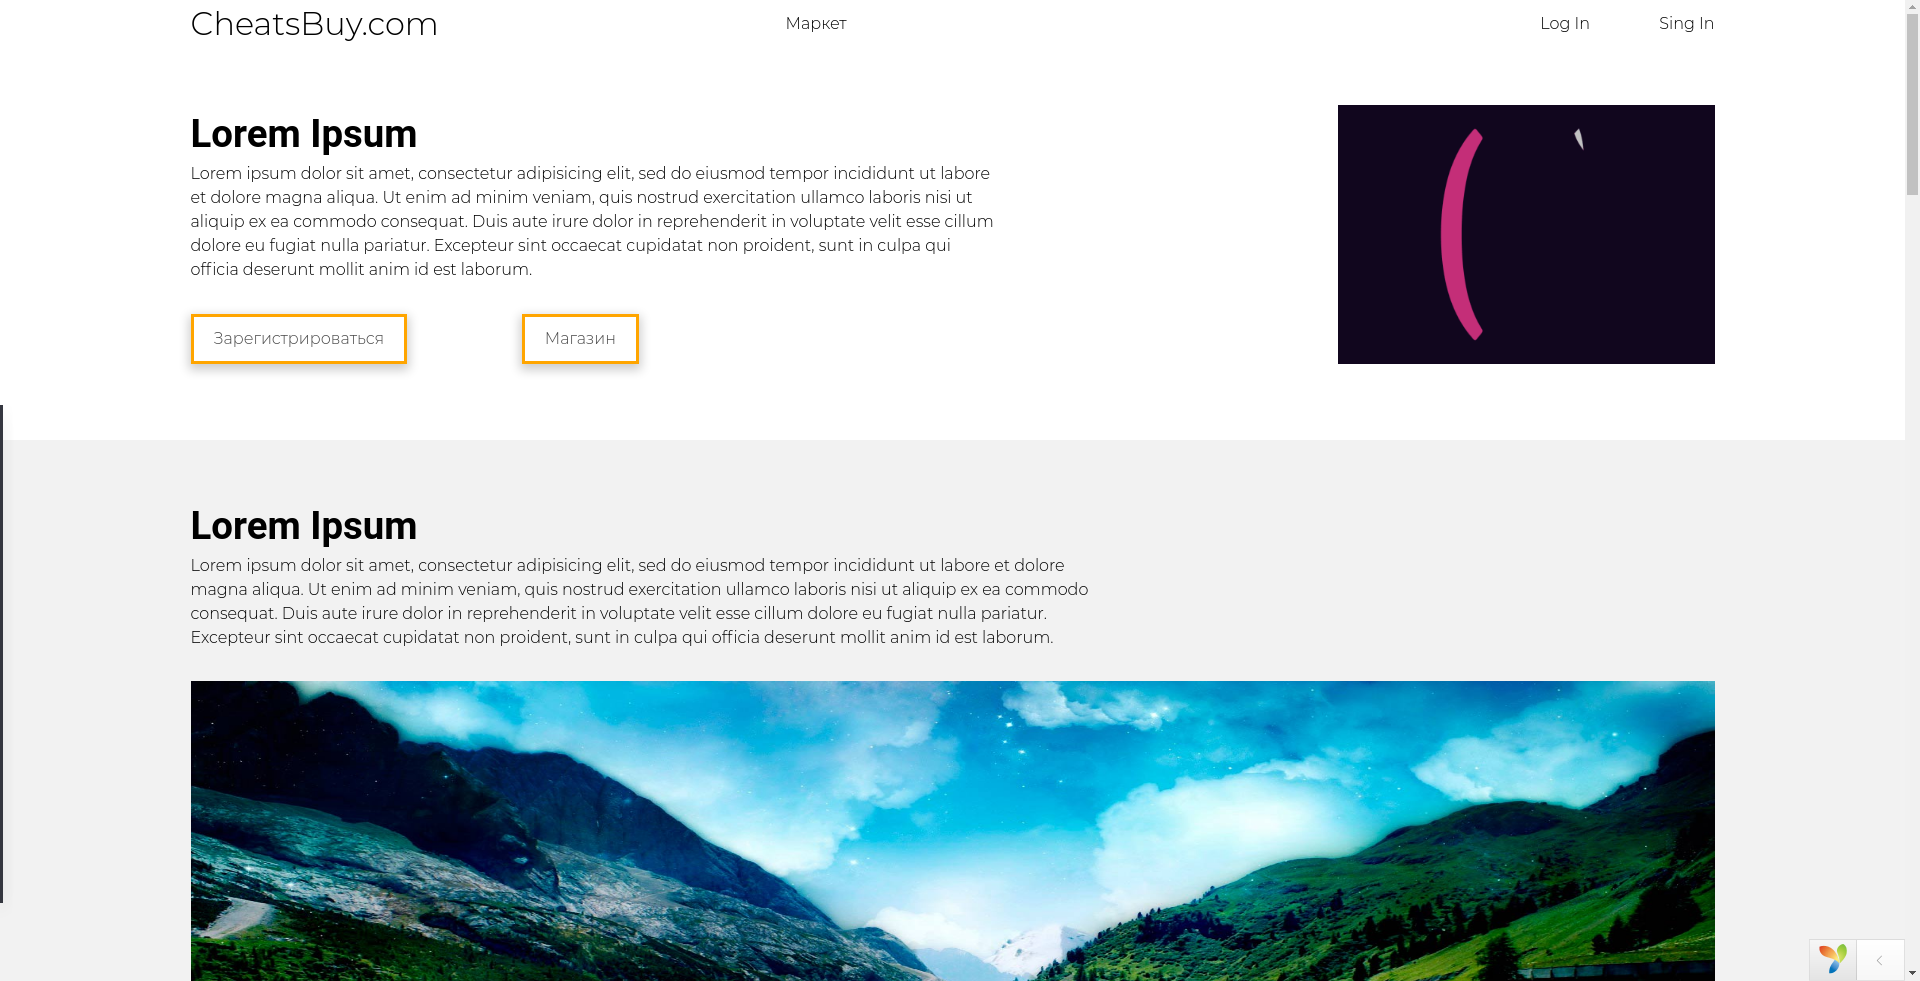 CheatsBuy.com
Маркет
Log In
Sing In
Lorem Ipsum
Lorem ipsum dolor sit amet, consectetur adipisicing elit, sed do eiusmod tempor incididunt ut labore
et dolore magna aliqua. Ut enim ad minim veniam, quis nostrud exercitation ullamco laboris nisi ut
aliquip ex ea commodo consequat. Duis aute irure dolor in reprehenderit in voluptate velit esse cillum
dolore eu fugiat nulla pariatur. Excepteur sint occaecat cupidatat non proident, sunt in culpa qui
officia deserunt mollit anim id est laborum.
Зарегистрироваться
Магазин
Lorem Ipsum
Lorem ipsum dolor sit amet, consectetur adipisicing elit, sed do eiusmod tempor incididunt ut labore et dolore
magna aliqua. Ut enim ad minim veniam, quis nostrud exercitation ullamco laboris nisi ut aliquip ex ea commodo
consequat. Duis aute irure dolor in reprehenderit in voluptate velit esse cillum dolore eu fugiat nulla pariatur.
Excepteur sint occaecat cupidatat non proident, sunt in culpa qui officia deserunt mollit anim id est laborum.